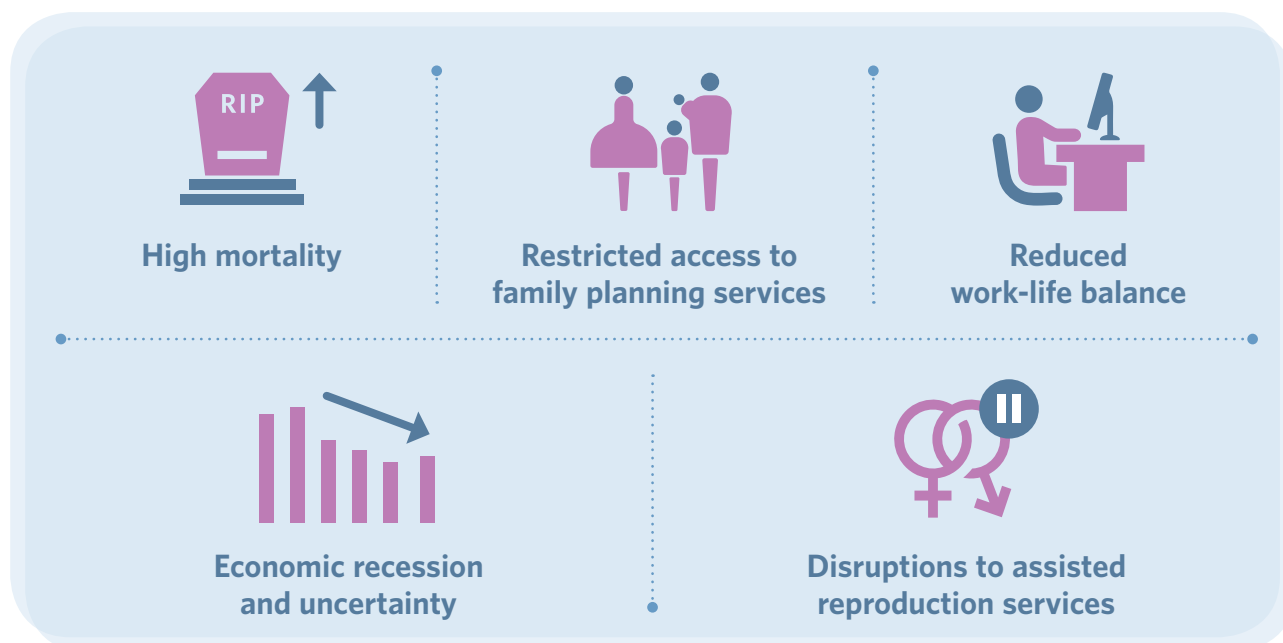 RIP
High mortality
Restricted access to
family planning services
Reduced
work-life balance
Economic recession
and uncertainty
Disruptions to assisted
reproduction services